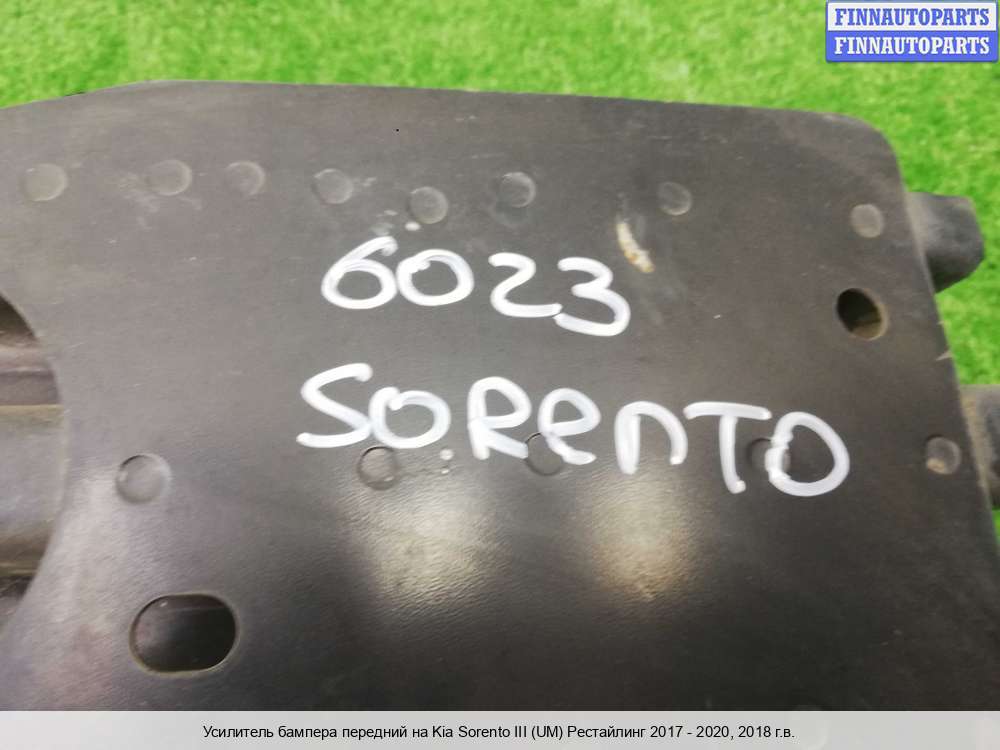 FINNAUTOPARTS
FINNAUTOPARTS
6023
SORENTO
Усилитель бампера передний на Kia Sorento III (UM) Рестайлинг 2017 - 2020, 2018 г.в.